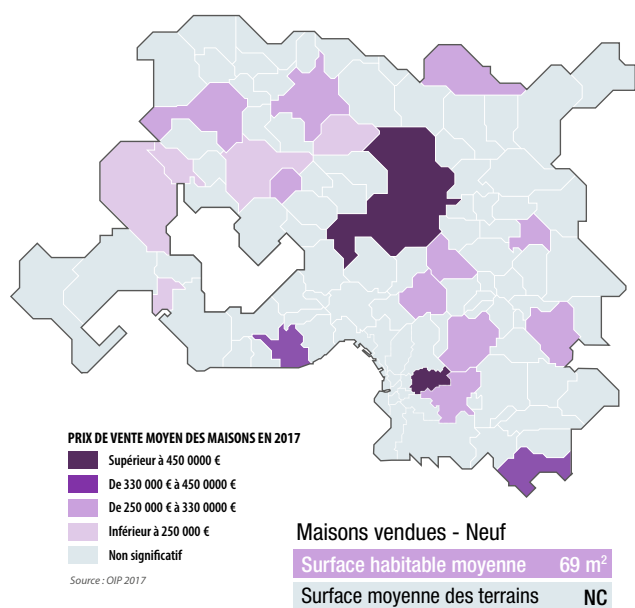 PRIX DE VENTE MOYEN DES MAISONS EN 2017
Supérieur à 450 0000 €
De 330 000 € à 450 0000 €
De 250 000 € à 330 0000 €
Inférieur à 250 000 €
Non significatif
Source : OIP 2017
Maisons vendues - Neuf
Surface habitable moyenne 69 m²
Surface moyenne des terrains NC